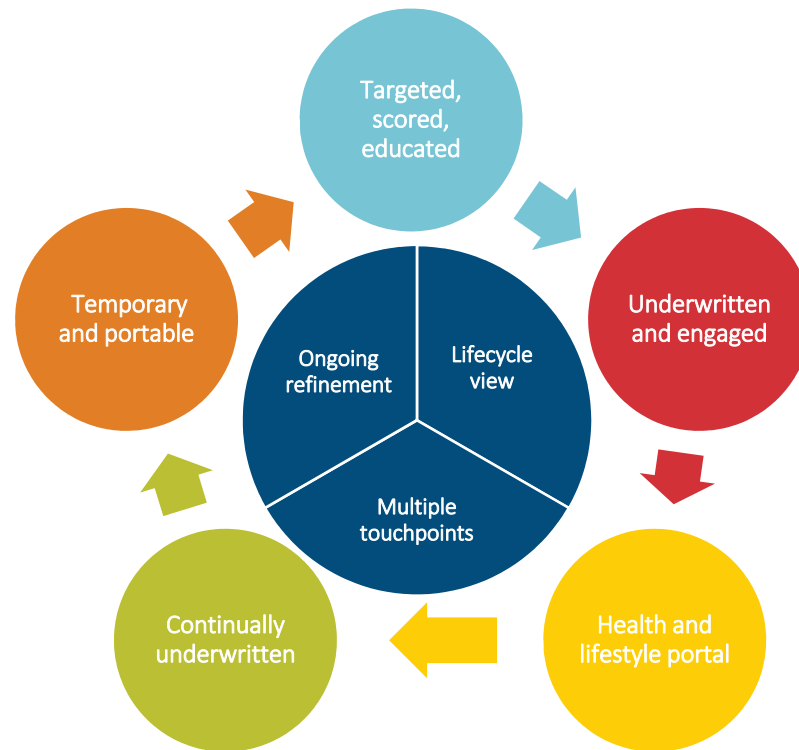 Targeted,
scored,
educated
Underwritten
and engaged
Health and
lifestyle portal
Continually
underwritten
Temporary
and portable
Ongoing
refinement
Lifecycle
view
Multiple
touchpoints